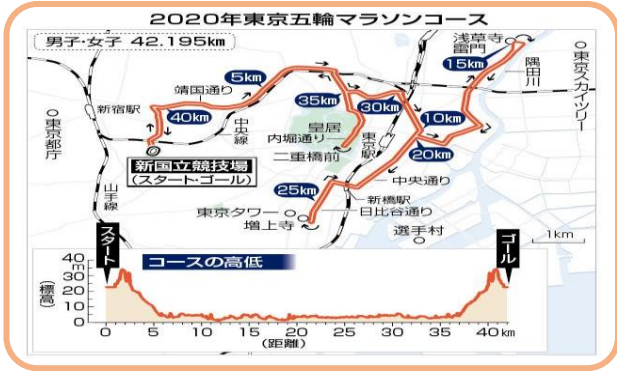 2020年東京五輪マラソンコース
男子・女子 42.195km
浅草寺
雷門
15km
隅田川
東京スカイツリー
5km
靖国通り
新宿駅
40km
中央線
35km
30km
皇居
内堀通り
二重橋前
東京駅
10km
20km
東京都庁
新国立競技場
(スタート・ゴール)
25km
中央通り
新橋駅
日比谷通り
東京タワー
増上寺
選手村
山手線
1km
スタート
コースの高低
ゴール
(標高)
40
m
30
20
10
0
0 5 10 15 20 25 30 35 40km
(距離)